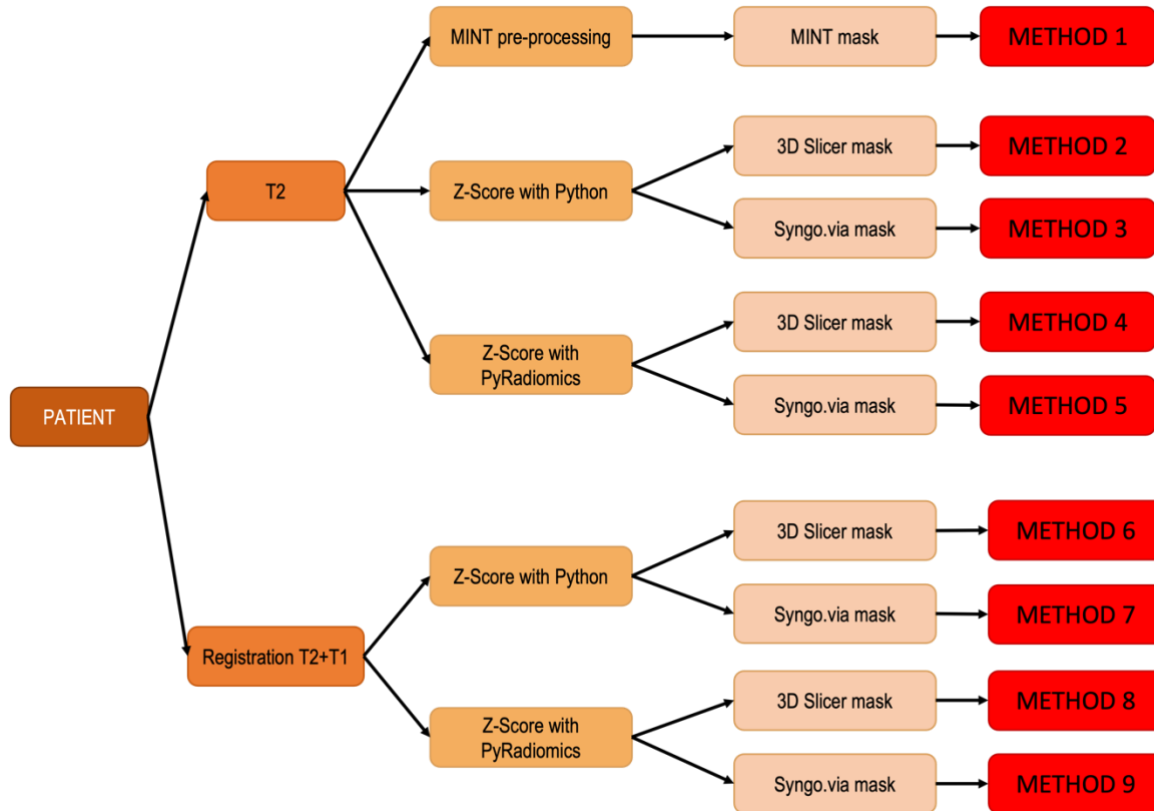 MINT pre-processing
MINT mask
METHOD 1
T2
Z-Score with Python
3D Slicer mask
METHOD 2
Syngo.via mask
METHOD 3
Z-Score with
PyRadiomics
3D Slicer mask
METHOD 4
Syngo.via mask
METHOD 5
PATIENT
Registration T2+T1
Z-Score with Python
3D Slicer mask
METHOD 6
Syngo.via mask
METHOD 7
Z-Score with
PyRadiomics
3D Slicer mask
METHOD 8
Syngo.via mask
METHOD 9